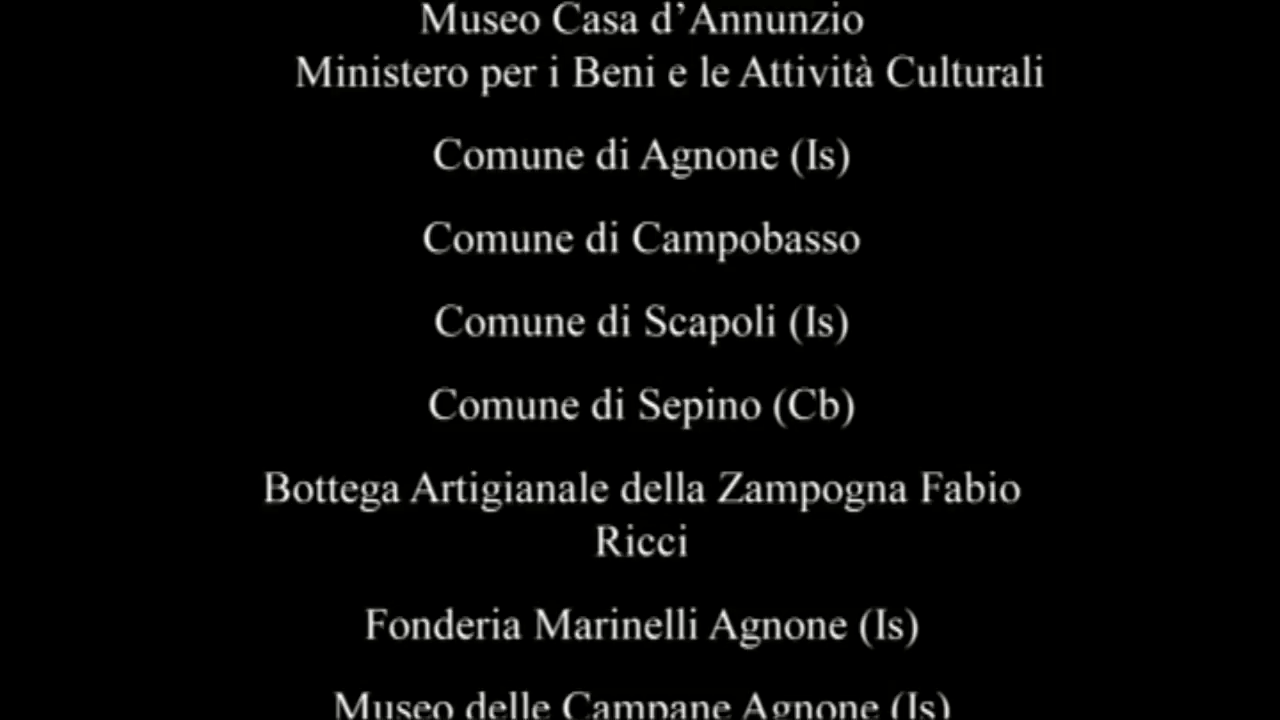 Museo Casa d’Annunzio
Ministero per i Beni e le Attività Culturali
Comune di Agnone (Is)
Comune di Campobasso
Comune di Scapoli (Is)
Comune di Sepino (Cb)
Bottega Artigianale della Zampogna Fabio
Ricci
Fonderia Marinelli Agnone (Is)
Museo delle Campane Agnone (Is)